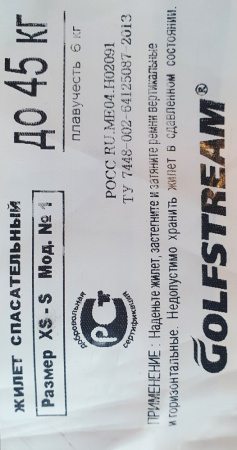 ЖИЛЕТ СПАСАТЕЛЬНЫЙ
Размер XS - S Мод. № 1
ДО 45 КГ
плавучесть 6 кг
РОСС RU.МЕ04.Н02091
ТУ 7448-002-64125087-2013
добровольная
РСТ
сертификация
ПРИМЕНЕНИЕ: Наденьте жилет, застегните и затяните ремни вертикальные
и горизонтальные. Недопустимо хранить жилет в сдавленном состоянии.
GOLFSTREAM®